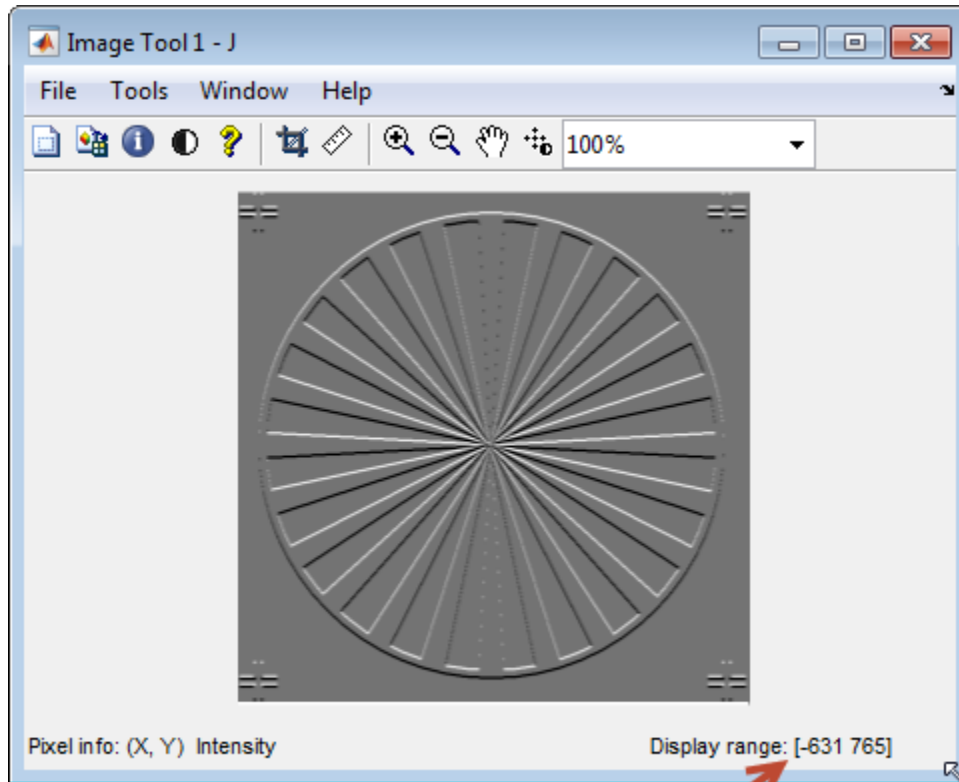 Image Tool 1 - J
File Tools Window Help
100%
Pixel info: (X, Y) Intensity Display range: [-631 765]